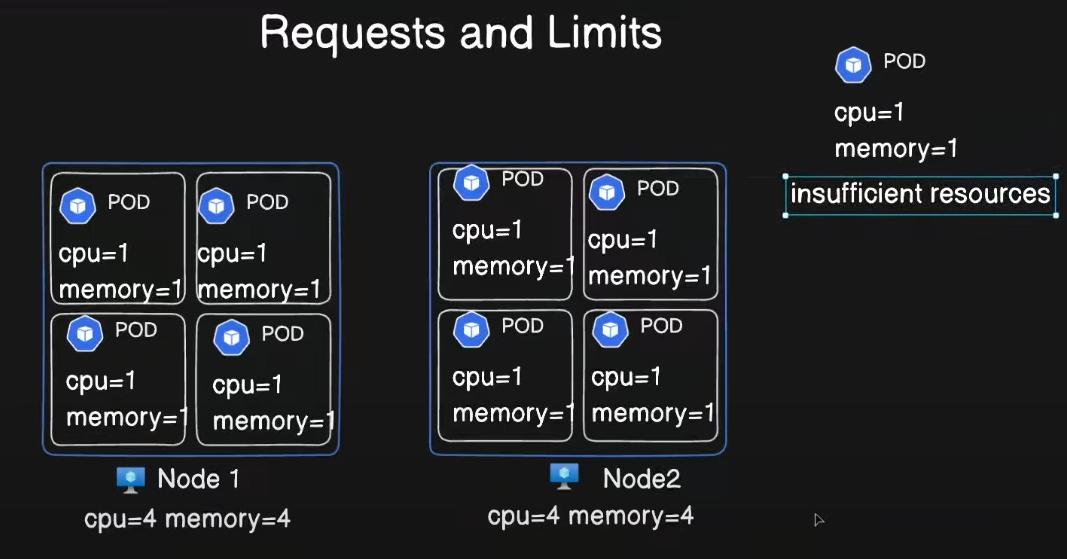 Requests and Limits
POD
cpu=1
memory=1
insufficient resources
POD
cpu=1
memory=1
POD
cpu=1
memory=1
POD
cpu=1
memory=1
POD
cpu=1
memory=1
Node 1
cpu=4 memory=4
POD
cpu=1
memory=1
POD
cpu=1
memory=1
POD
cpu=1
memory=1
POD
cpu=1
memory=1
Node2
cpu=4 memory=4